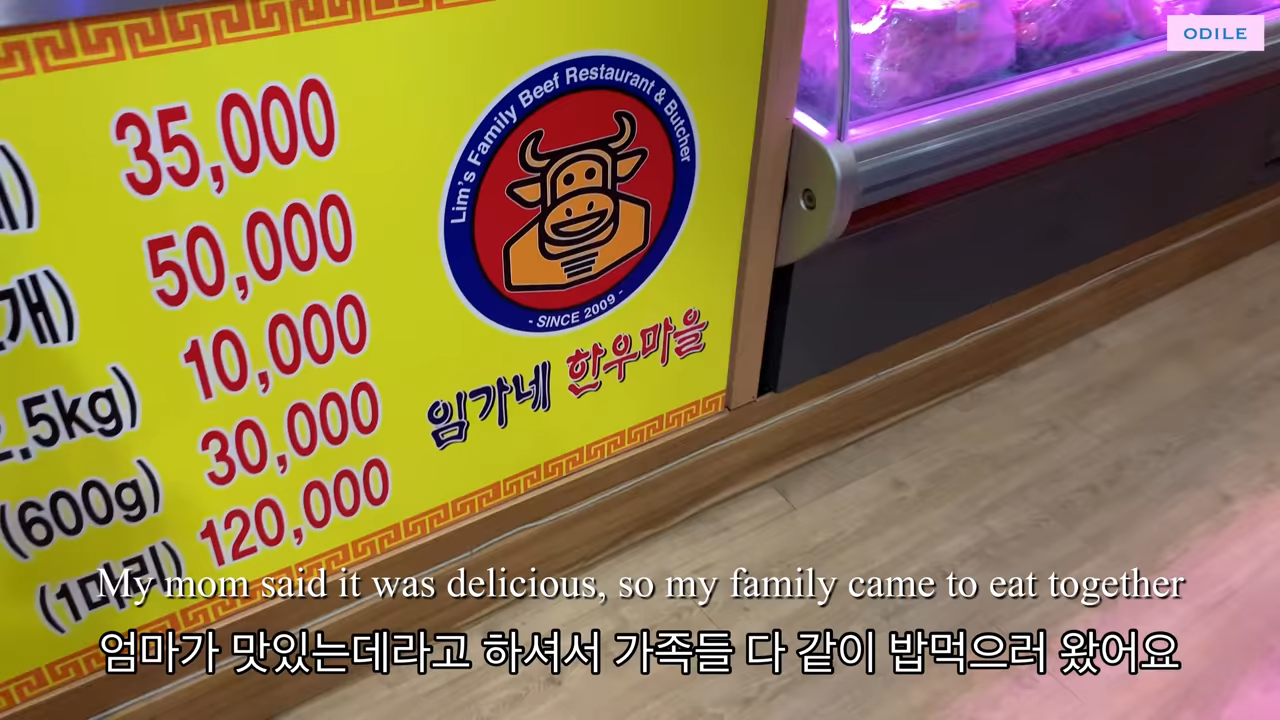 ODILE
35,000
50,000
10,000
,5kg) 30,000
(600g) 120,000
(1마리)
Lim's Family Beef Restaurant & Butcher
- SINCE 2009 -
임가네 한우마을
My mom said it was delicious, so my family came to eat together
엄마가 맛있는데라고 하셔서 가족들 다 같이 밥먹으러 왔어요